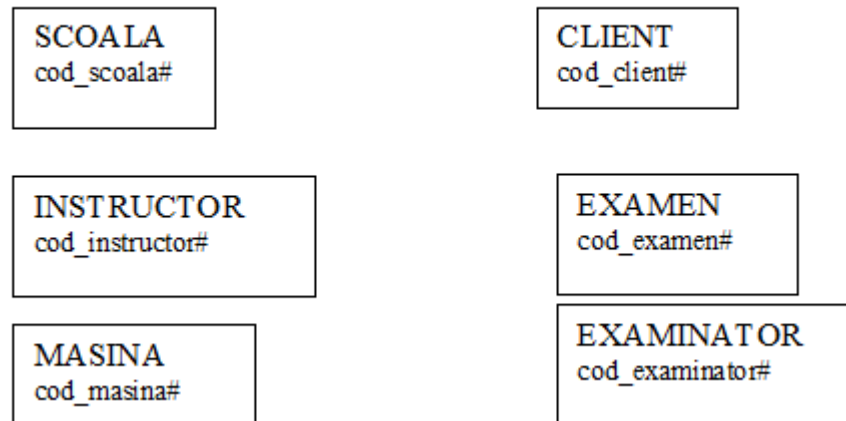 SCOALA
cod_scoala#
CLIENT
cod_client#
INSTRUCTOR
cod_instructor#
EXAMEN
cod_examen#
MASINA
cod_masina#
EXAMINATOR
cod_examinator#